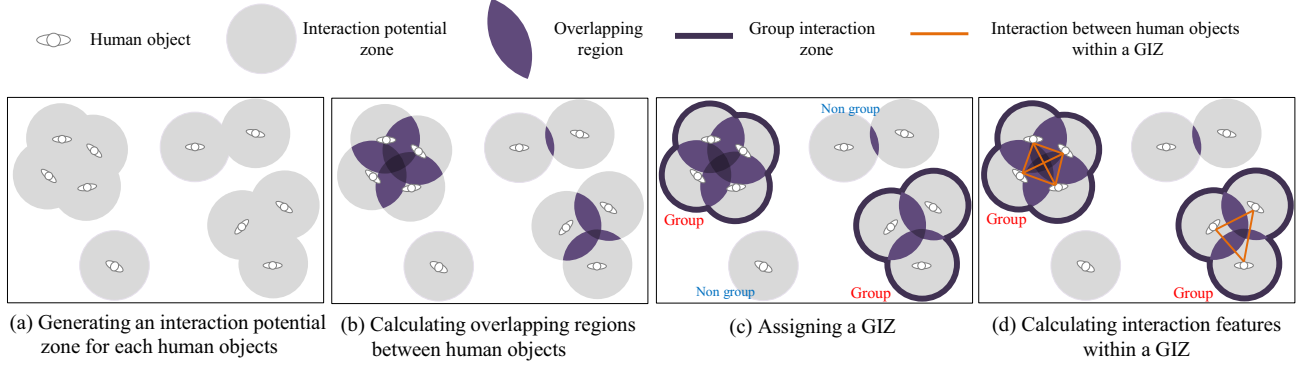 Human object
Interaction potential
zone
Overlapping
region
Group interaction
zone
Interaction between human objects
within a GIZ
Non group
Group
Non group
Group
Group
Group
(a) Generating an interaction potential
zone for each human objects
(b) Calculating overlapping regions
between human objects
(c) Assigning a GIZ
(d) Calculating interaction features
within a GIZ